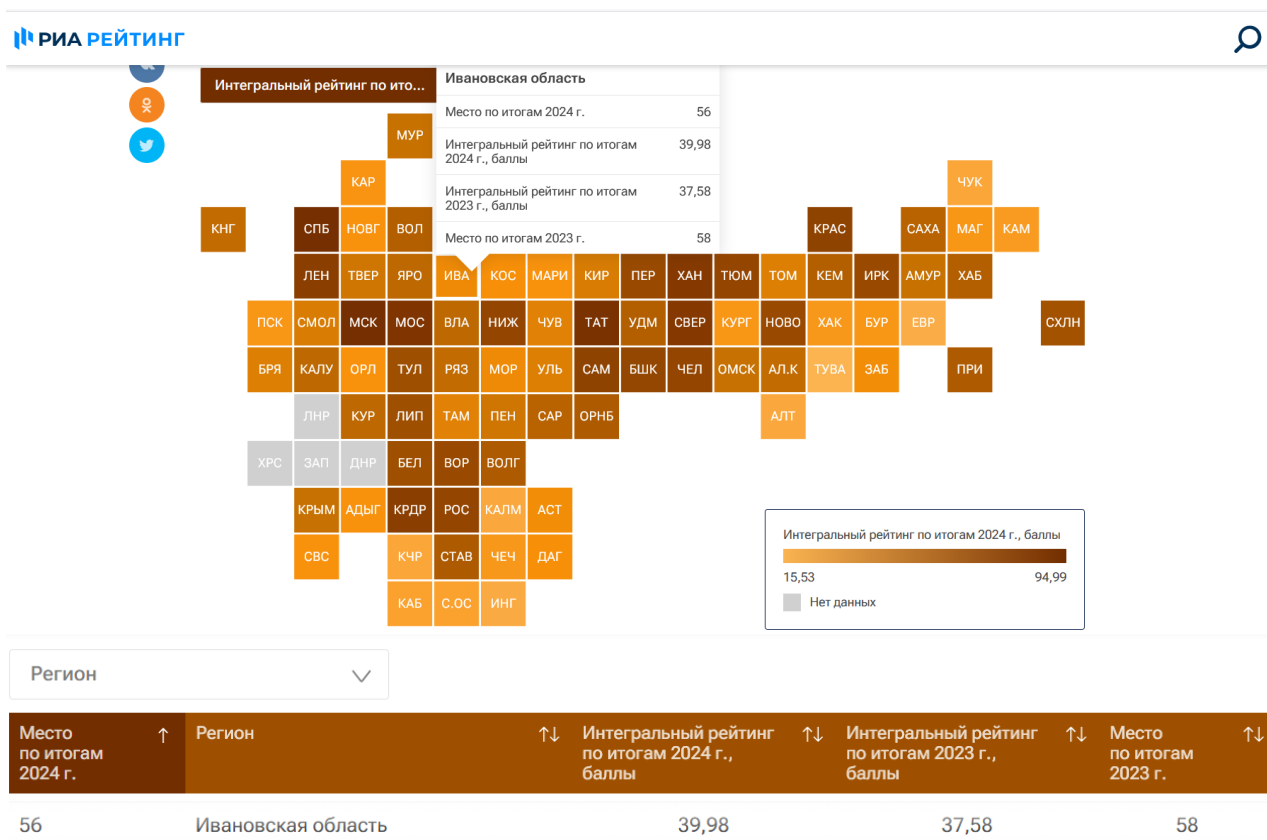 РИА РЕЙТИНГ
Интегральный рейтинг по ито...
Ивановская область
Место по итогам 2024 г. 56
Интегральный рейтинг по итогам 39,98
2024 г., баллы
Интегральный рейтинг по итогам 37,58
2023 г., баллы
Место по итогам 2023 г. 58
МУР
КАР ЧУК
КНГ СПБ НОВГ ВОЛ КРАС САХА МАГ КАМ
ЛЕН ТВЕР ЯРО ИВА КОС МАРИ КИР ПЕР ХАН ТЮМ ТОМ КЕМ ИРК АМУР ХАБ
ПСК СМОЛ МСК МОС ВЛА НИЖ ЧУВ ТАТ УДМ СВЕР КУРГ НОВО ХАК БУР ЕВР СХЛН
БРЯ КАЛУ ОРЛ ТУЛ РЯЗ МОР УЛЬ САМ БШК ЧЕЛ ОМСК АЛ.К ТУВА ЗАБ ПРИ
ЛНР КУР ЛИП ТАМ ПЕН САР ОРНБ АЛТ
ХРС ЗАП ДНР БЕЛ ВОР ВОЛГ
КРЫМ АДЫГ КРДР РОС КАЛМ АСТ
СВС КЧР СТАВ ЧЕЧ ДАГ
КАБ С.ОС ИНГ
Интегральный рейтинг по итогам 2024 г., баллы
15,53 94,99
Нет данных
Регион
Место
по итогам
2024 г.
Регион
Интегральный рейтинг
по итогам 2024 г.,
баллы
Интегральный рейтинг
по итогам 2023 г.,
баллы
Место
по итогам
2023 г.
56 Ивановская область 39,98 37,58 58